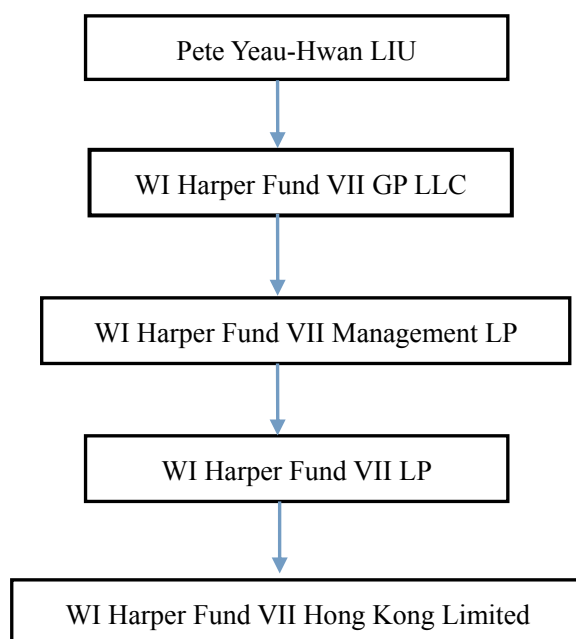 Pete Yeau-Hwan LIU
WI Harper Fund VII GP LLC
WI Harper Fund VII Management LP
WI Harper Fund VII LP
WI Harper Fund VII Hong Kong Limited